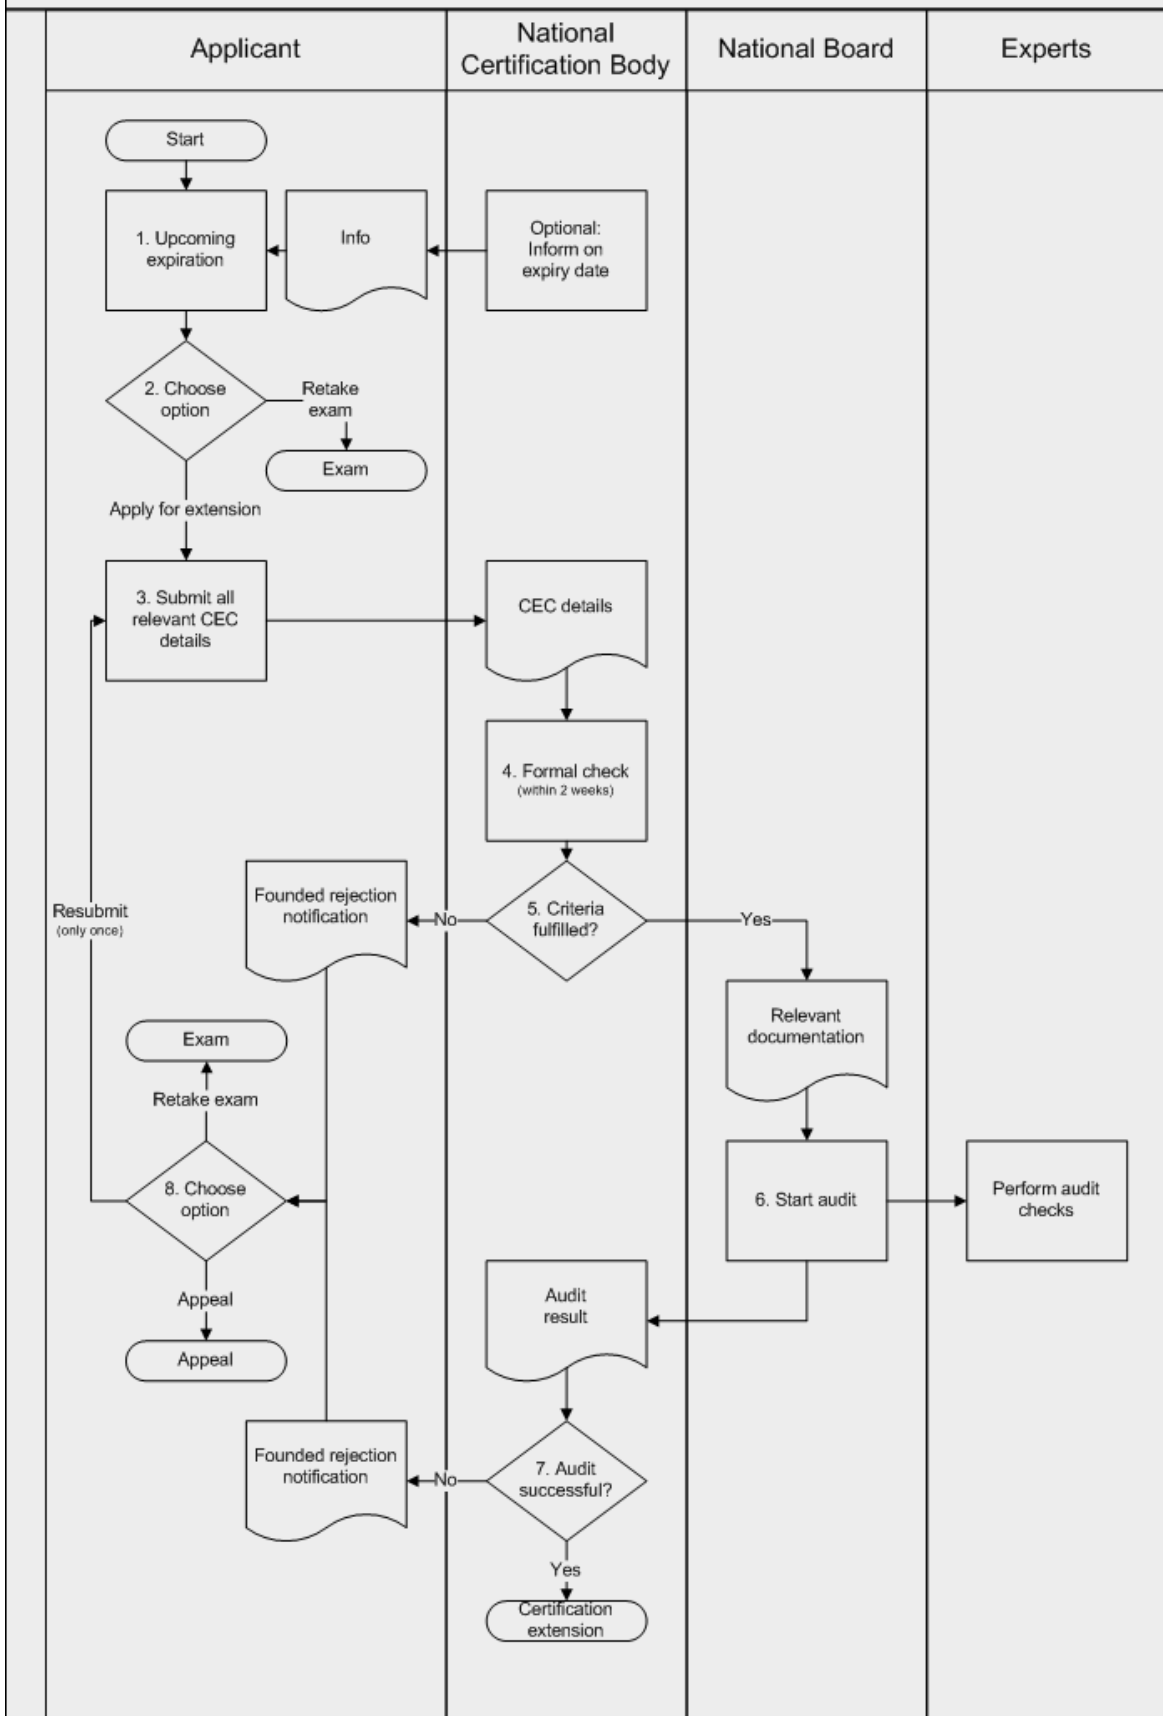 Applicant
National
Certification Body
National Board
Experts
Start
1. Upcoming
expiration
Info
Optional:
Inform on
expiry date
2. Choose
option
Retake
exam
Exam
Apply for extension
3. Submit all
relevant CEC
details
CEC details
4. Formal check
(within 2 weeks)
Founded rejection
notification
No
5. Criteria
fulfilled?
Yes
Resubmit
(only once)
Relevant
documentation
Exam
Retake exam
8. Choose
option
6. Start audit
Perform audit
checks
Appeal
Appeal
Audit
result
Founded rejection
notification
No
7. Audit
successful?
Yes
Certification
extension